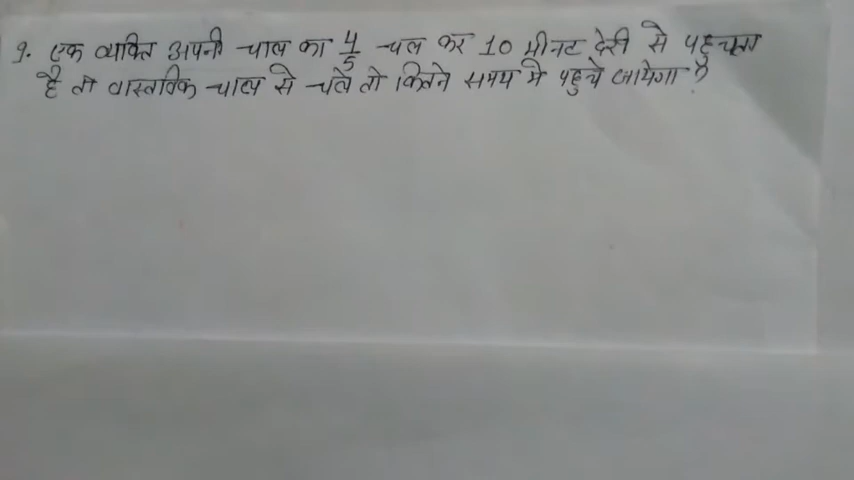 9. एक व्यक्ति अपनी चाल का 4/5 चल कर 10 मीनट देरी से पहुचता
है तो वास्तविक चाल से चले तो कितने समय मे पहुचे जायेगा ?